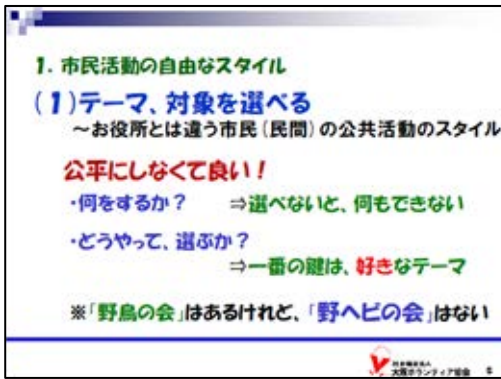 1. 市民活動の自由なスタイル
(1)テーマ、対象を選べる
～お役所とは違う市民(民間)の公共活動のスタイル
公平にしなくて良い!
・何をするか? ⇒選べないと、何もできない
・どうやって、選ぶか?
⇒一番の鍵は、好きなテーマ
※「野鳥の会」はあるけれど、「野ヘビの会」はない
大阪ボランティア協会